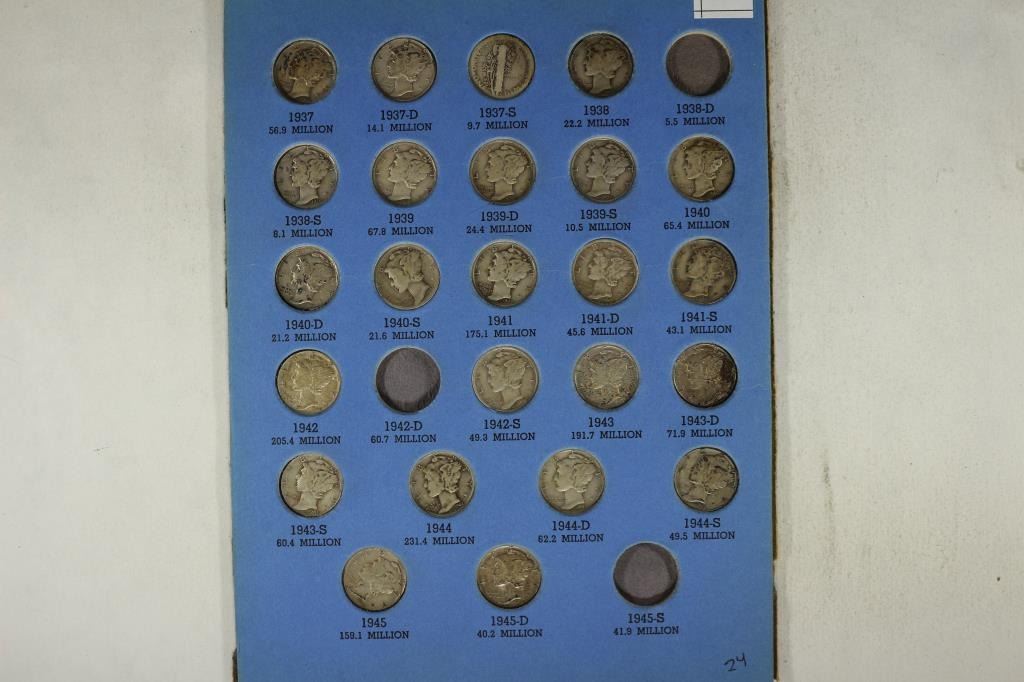 1937 1937-D 1937-S 1938 1938-D
56.9 MILLION 14.1 MILLION 9.7 MILLION 22.2 MILLION 5.5 MILLION
1938-S 1939 1939-D 1939-S 1940
8.1 MILLION 67.8 MILLION 24.4 MILLION 10.5 MILLION 65.4 MILLION
1940-D 1940-S 1941 1941-D 1941-S
21.2 MILLION 21.6 MILLION 175.1 MILLION 45.6 MILLION 43.1 MILLION
1942 1942-D 1942-S 1943 1943-D
205.4 MILLION 60.7 MILLION 49.3 MILLION 191.7 MILLION 71.9 MILLION
1943-S 1944 1944-D 1944-S
60.4 MILLION 231.4 MILLION 62.2 MILLION 49.5 MILLION
1945 1945-D 1945-S
159.1 MILLION 40.2 MILLION 41.9 MILLION
24